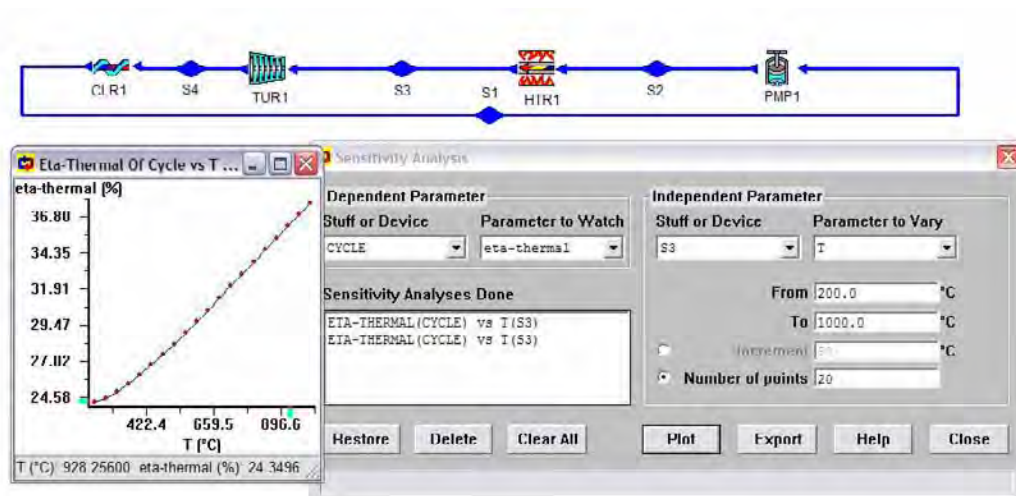 CLR1 S4 TUR1 S3 S1 HTR1 S2 PMP1
Eta-Thermal Of Cycle vs T ...
eta-thermal (%)
36.80
34.35
31.91
29.47
27.02
24.58
422.4 659.5 896.6
T (°C)
T (°C) 928.25600 eta-thermal (%) 24.3496
Sensitivity Analysis
Dependent Parameter
Stuff or Device Parameter to Watch
CYCLE eta-thermal
Sensitivity Analyses Done
ETA-THERMAL(CYCLE) vs T(S3)
ETA-THERMAL(CYCLE) vs T(S3)
Independent Parameter
Stuff or Device Parameter to Vary
S3 T
From 200.0 °C
To 1000.0 °C
Increment °C
Number of points 20
Restore Delete Clear All Plot Export Help Close